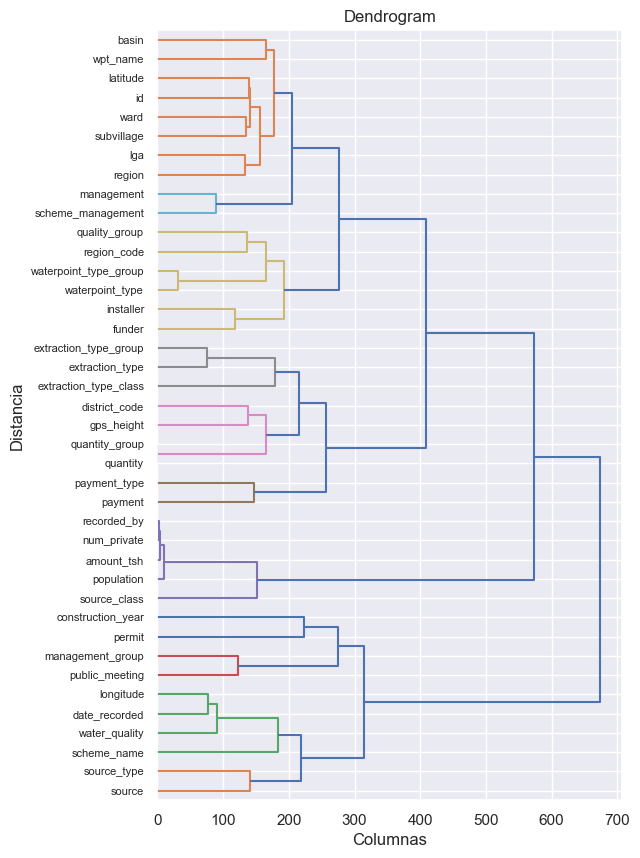 Dendrogram
basin
wpt_name
latitude
id
ward
subvillage
lga
region
management
scheme_management
quality_group
region_code
waterpoint_type_group
waterpoint_type
installer
funder
extraction_type_group
extraction_type
extraction_type_class
district_code
gps_height
quantity_group
quantity
payment_type
payment
recorded_by
num_private
amount_tsh
population
source_class
construction_year
permit
management_group
public_meeting
longitude
date_recorded
water_quality
scheme_name
source_type
source
Distancia
0 100 200 300 400 500 600 700
Columnas